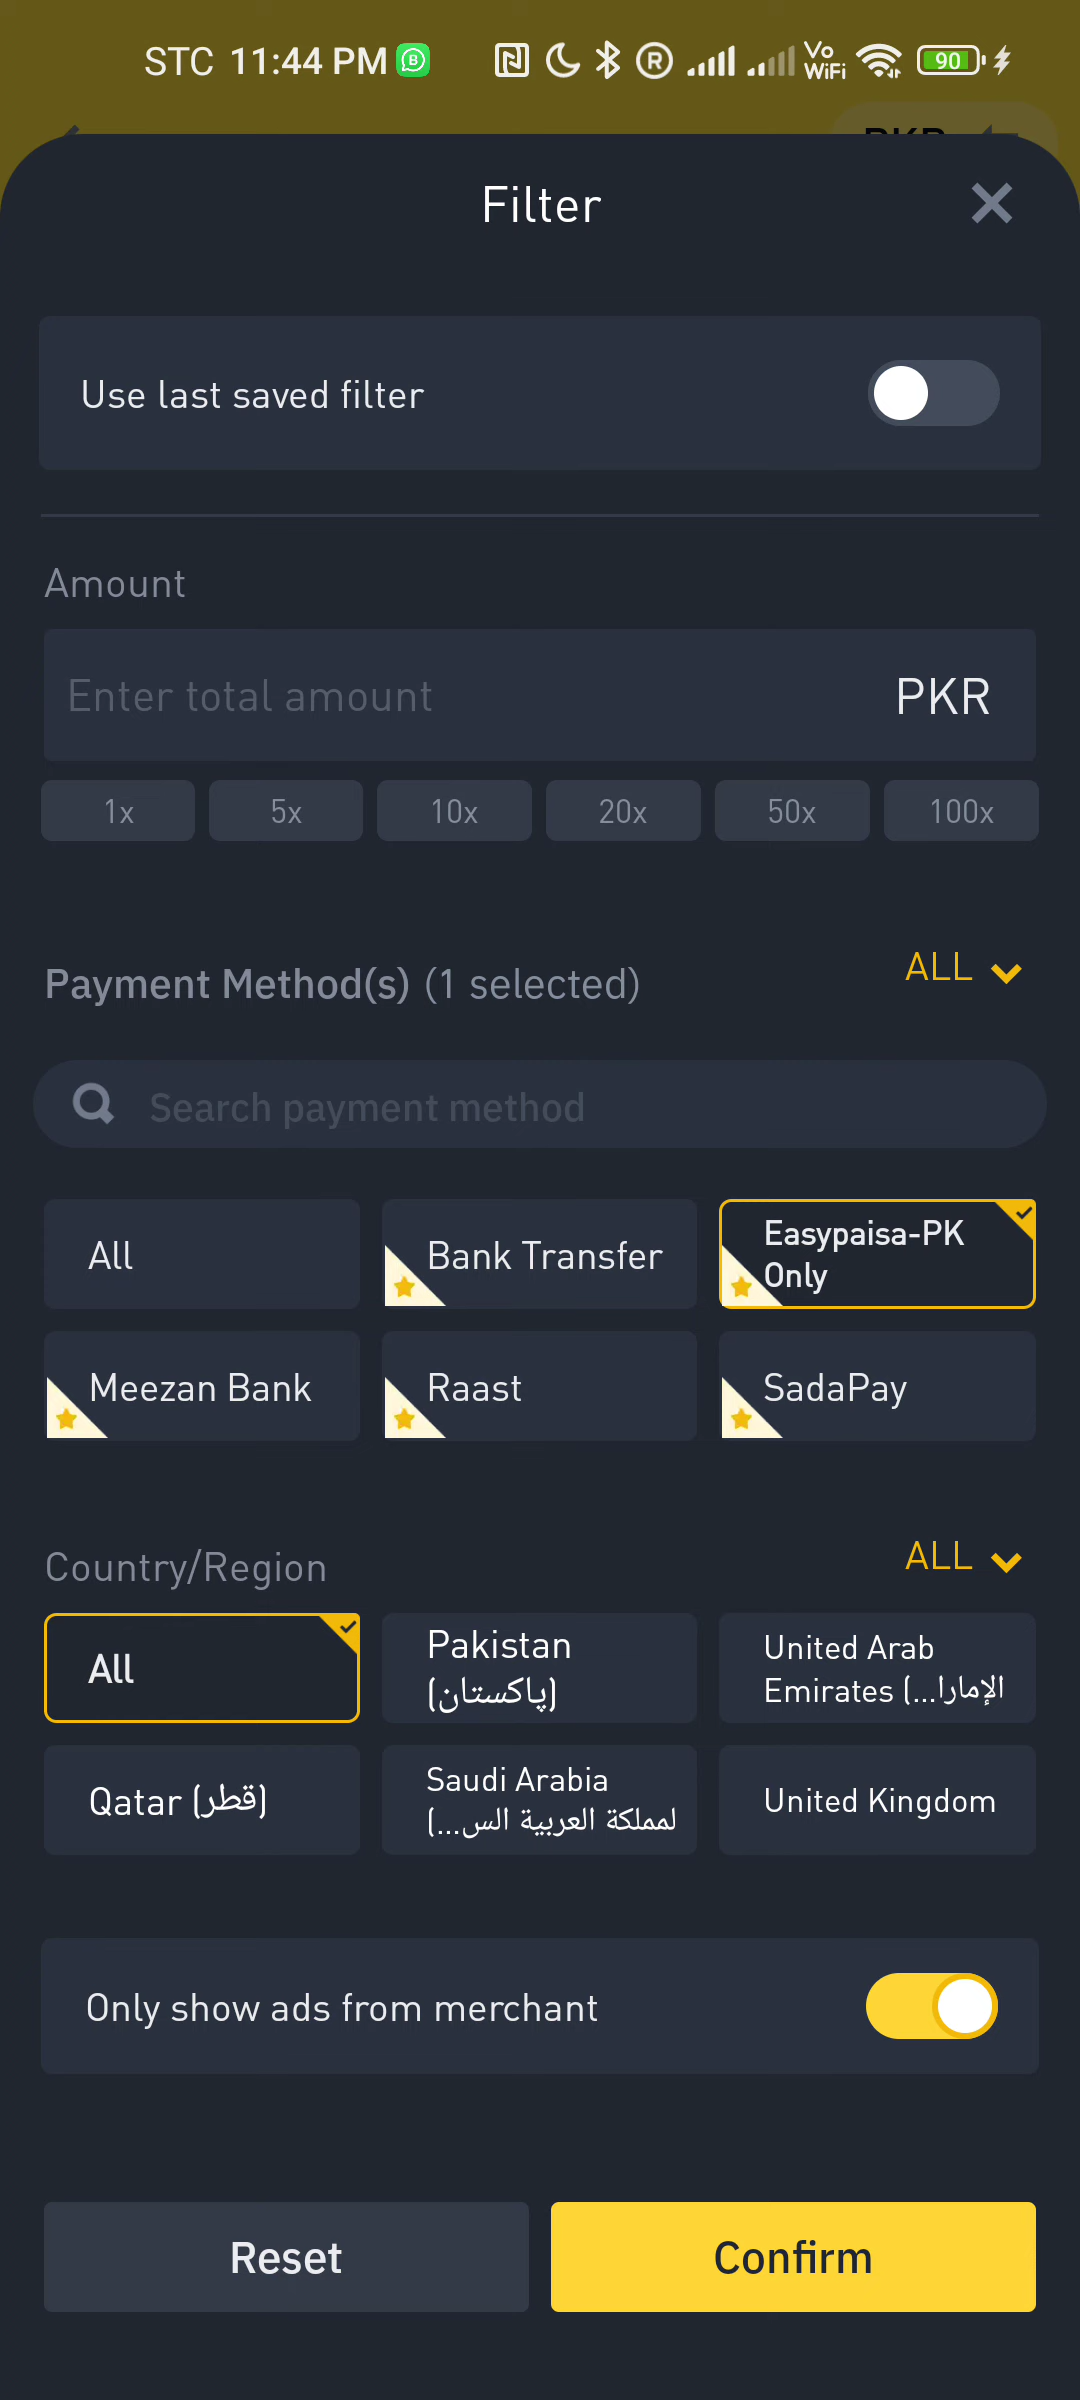 STC 11:44 PM
Vo WiFi
90
PKR
Filter
Use last saved filter
Amount
Enter total amount PKR
1x 5x 10x 20x 50x 100x
Payment Method(s) (1 selected) ALL
Search payment method
All
Bank Transfer
Easypaisa-PK
Only
Meezan Bank
Raast
SadaPay
Country/Region ALL
All
Pakistan
(پاکستان)
United Arab
Emirates (الإمارا...
Qatar (قطر)
Saudi Arabia
(لمملكة العربية الس...
United Kingdom
Only show ads from merchant
Reset Confirm